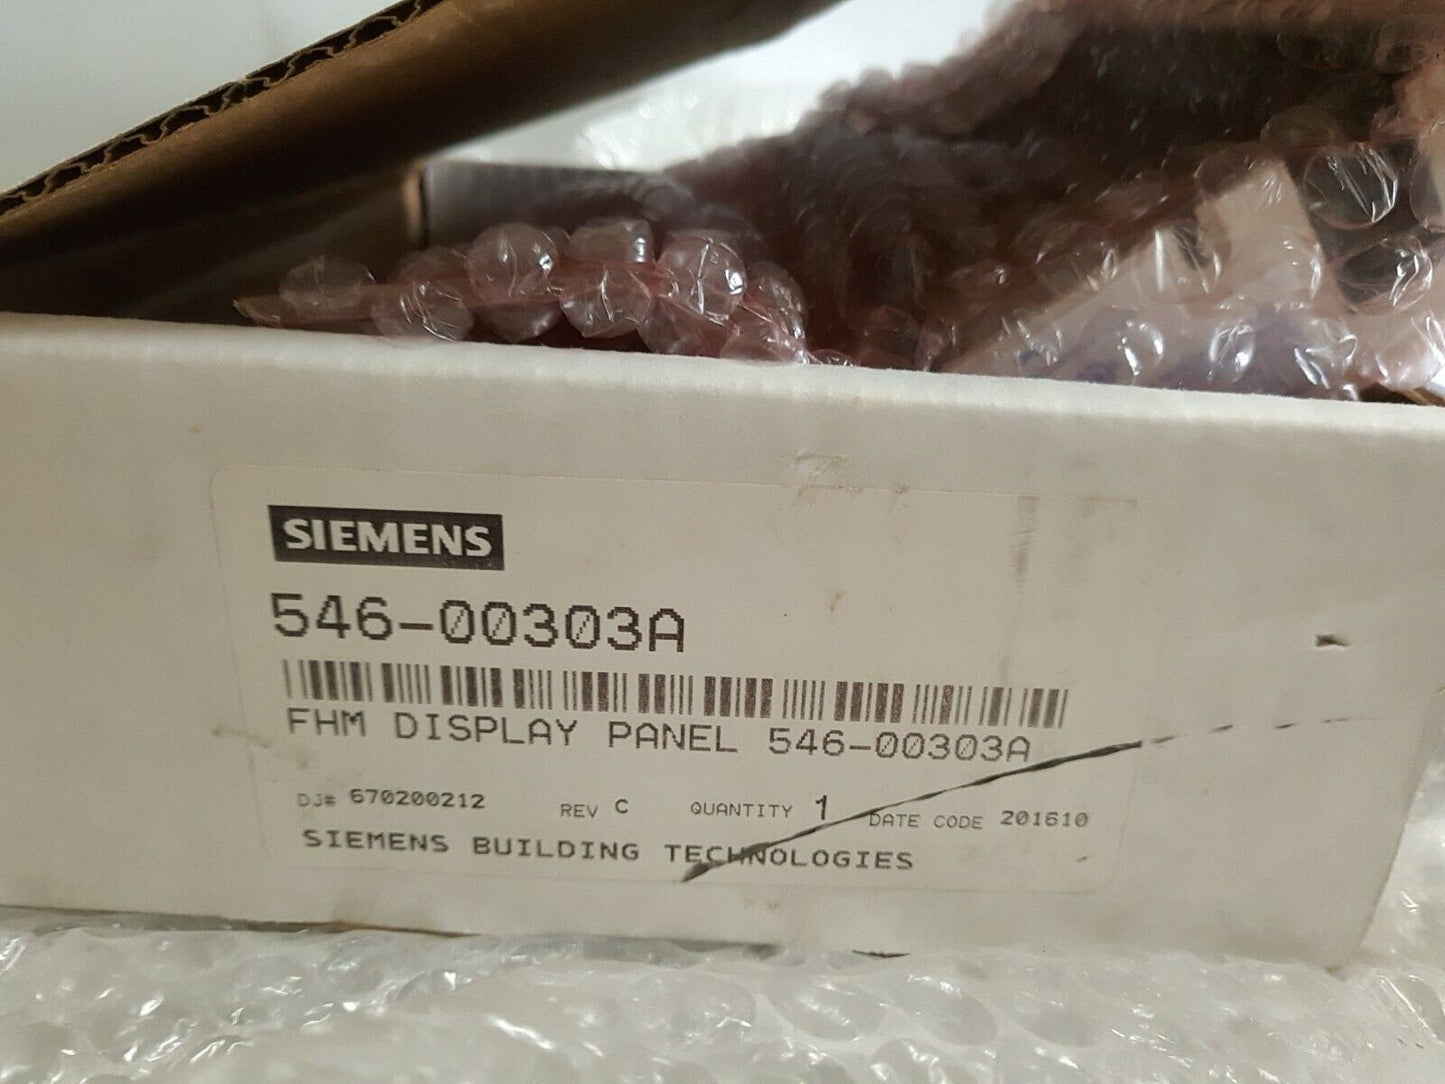 SIEMENS
546-00303A
FHM DISPLAY PANEL 546-00303A
DJ# 670200212 REV C QUANTITY 1 DATE CODE 201610
SIEMENS BUILDING TECHNOLOGIES